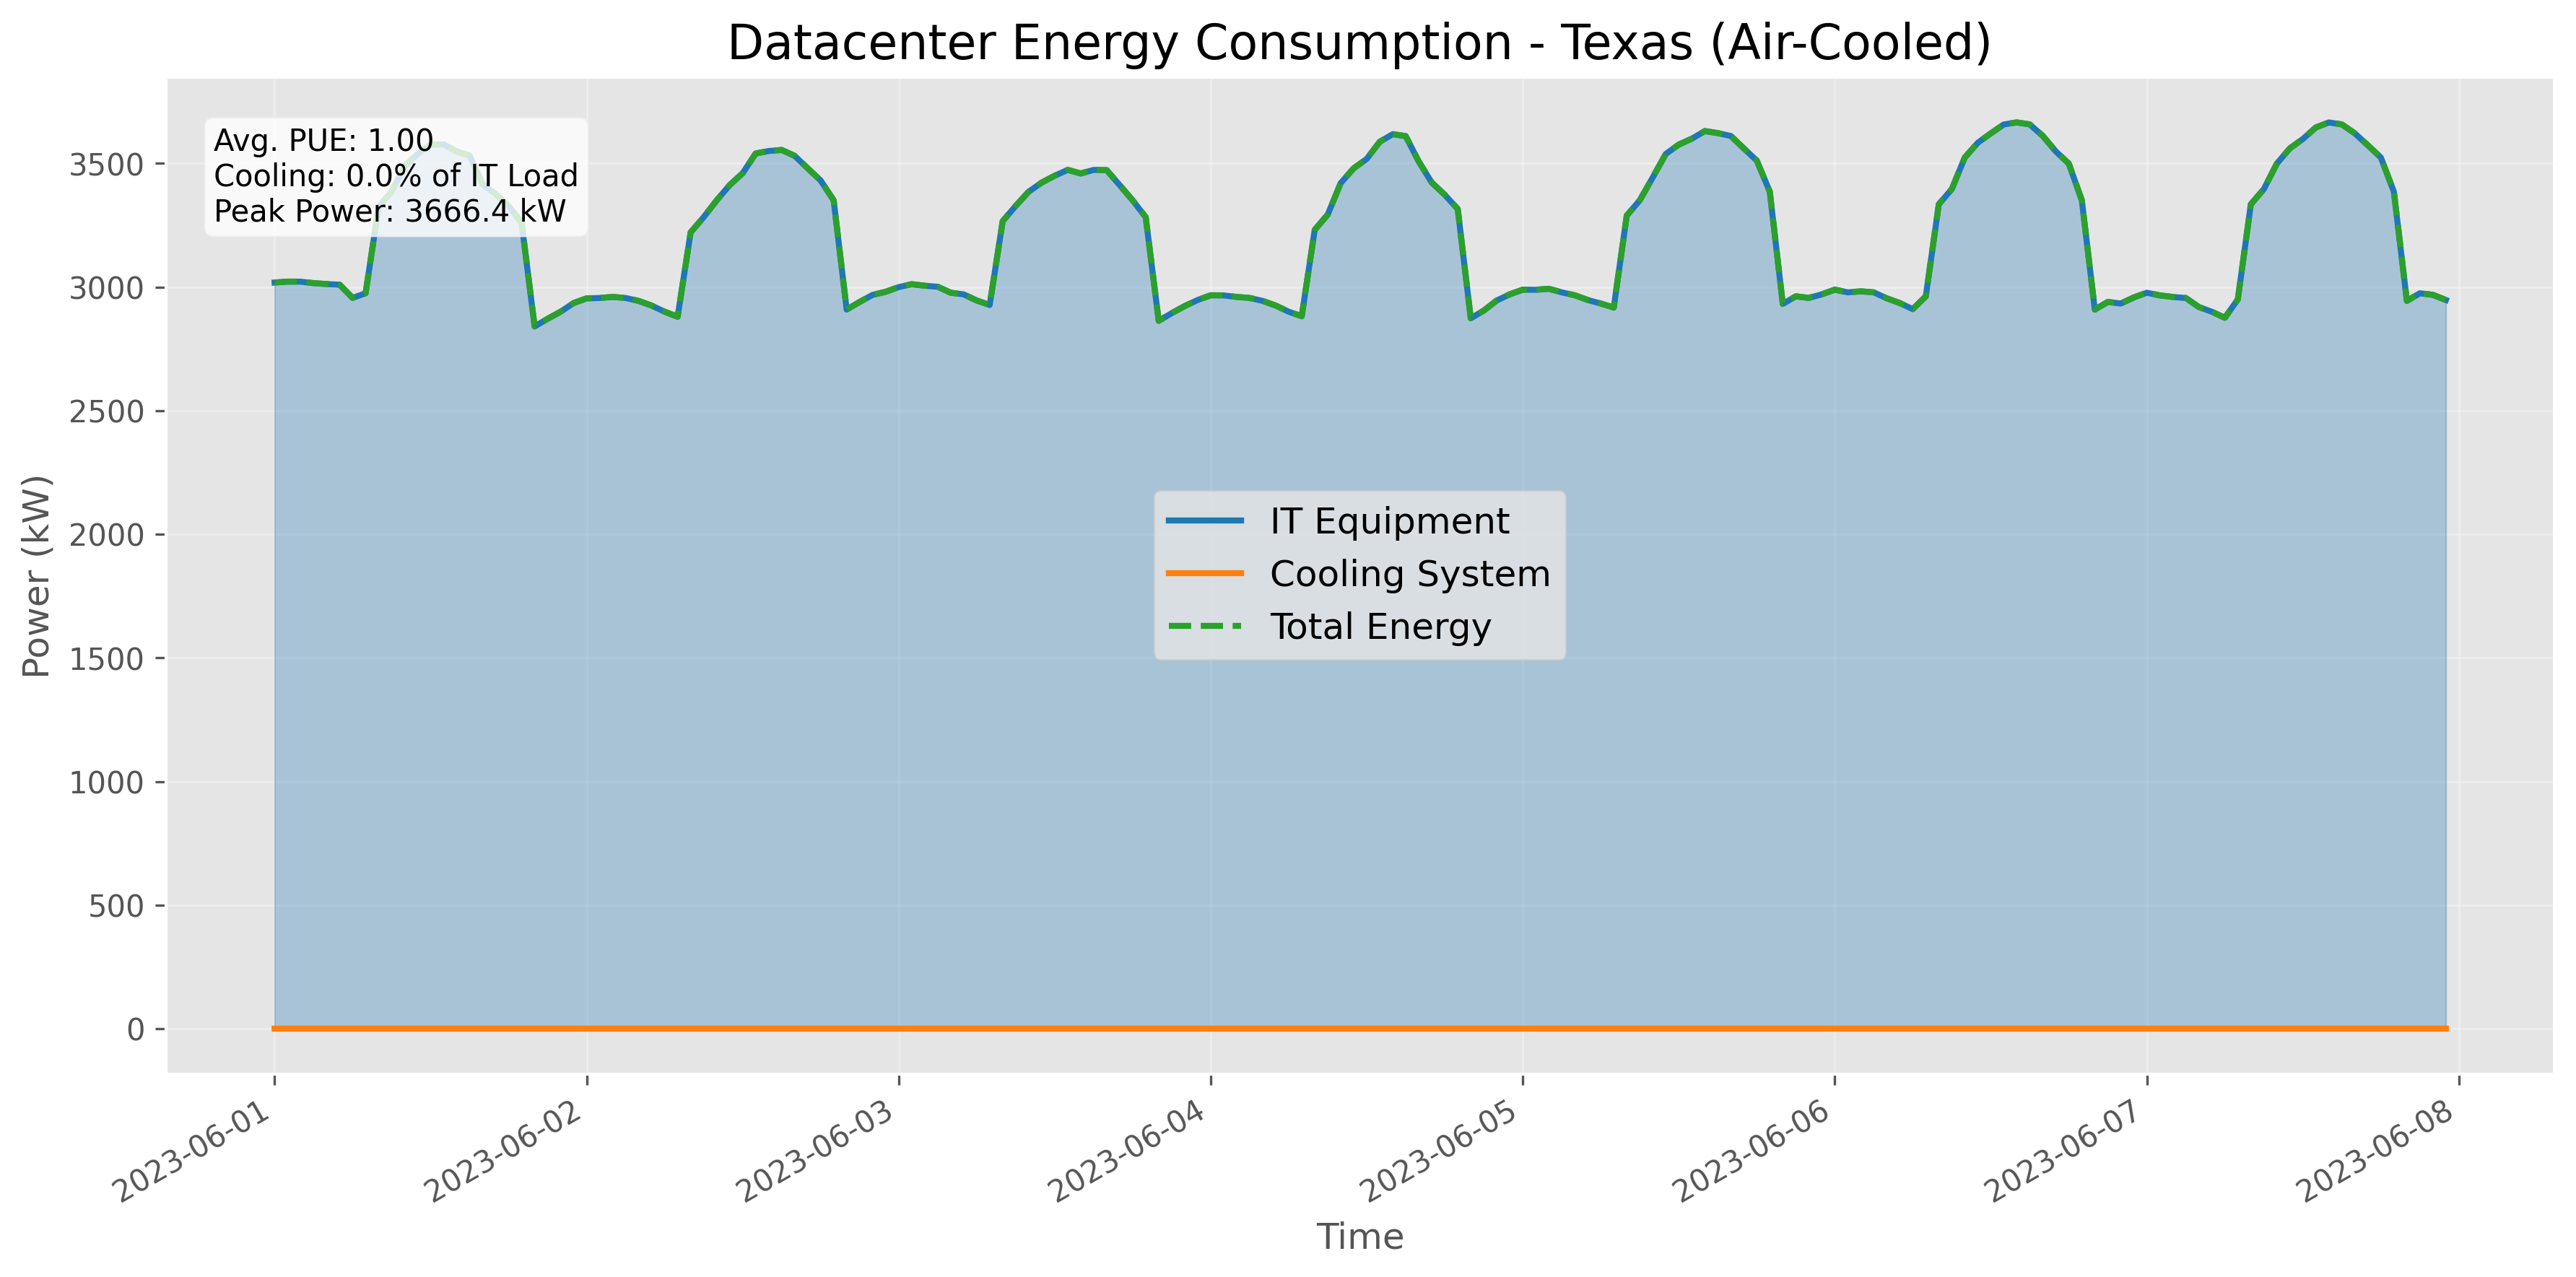 Datacenter Energy Consumption - Texas (Air-Cooled)
Avg. PUE: 1.00
Cooling: 0.0% of IT Load
Peak Power: 3666.4 kW
3500
3000
2500
2000
1500
1000
500
0
Power (kW)
IT Equipment
Cooling System
Total Energy
2023-06-01
2023-06-02
2023-06-03
2023-06-04
2023-06-05
2023-06-06
2023-06-07
2023-06-08
Time